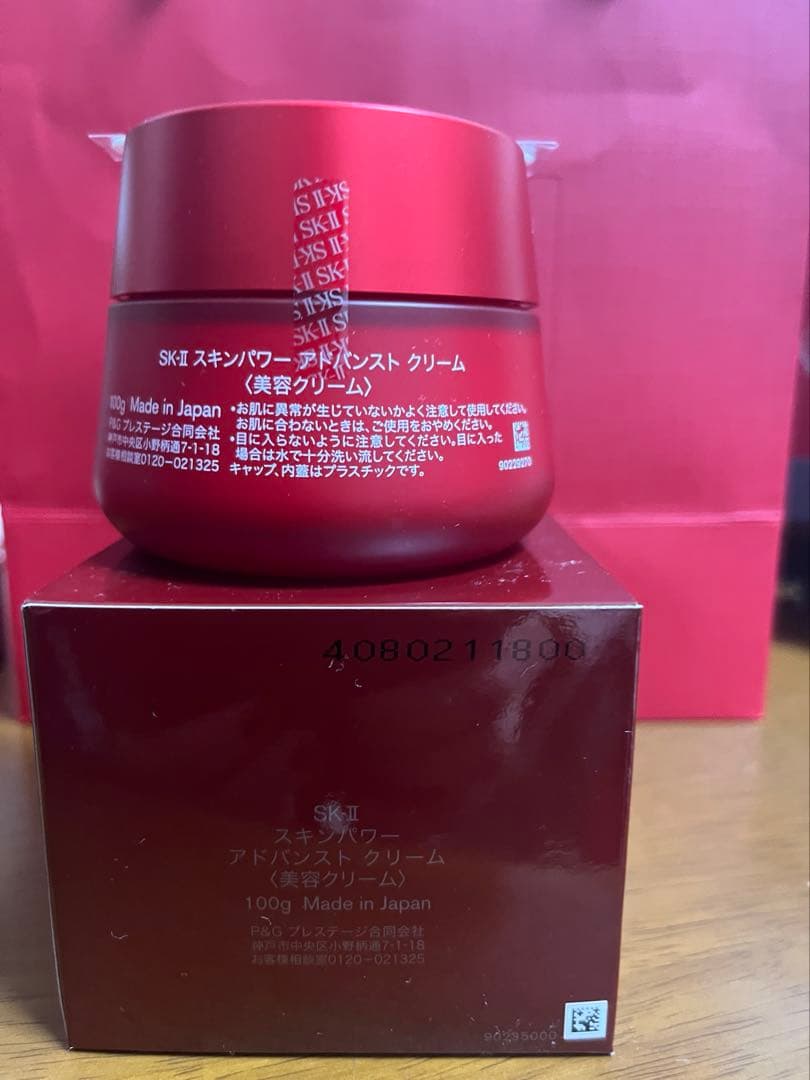 SK-II スキンパワー アドバンスト クリーム
〈美容クリーム〉
100g Made in Japan
P&G プレステージ合同会社
神戸市中央区小野柄通7-1-18
お客様相談室0120-021325
・お肌に異常が生じていないかよく注意して使用してください。
お肌に合わないときは、ご使用をおやめください。
・目に入らないように注意してください。目に入った
場合は水で十分洗い流してください。
キャップ、内蓋はプラスチックです。
4080211800
SK-II
スキンパワー
アドバンスト クリーム
〈美容クリーム〉
100g Made in Japan
P&G プレステージ合同会社
神戸市中央区小野柄通7-1-18
お客様相談室0120-021325
90295000